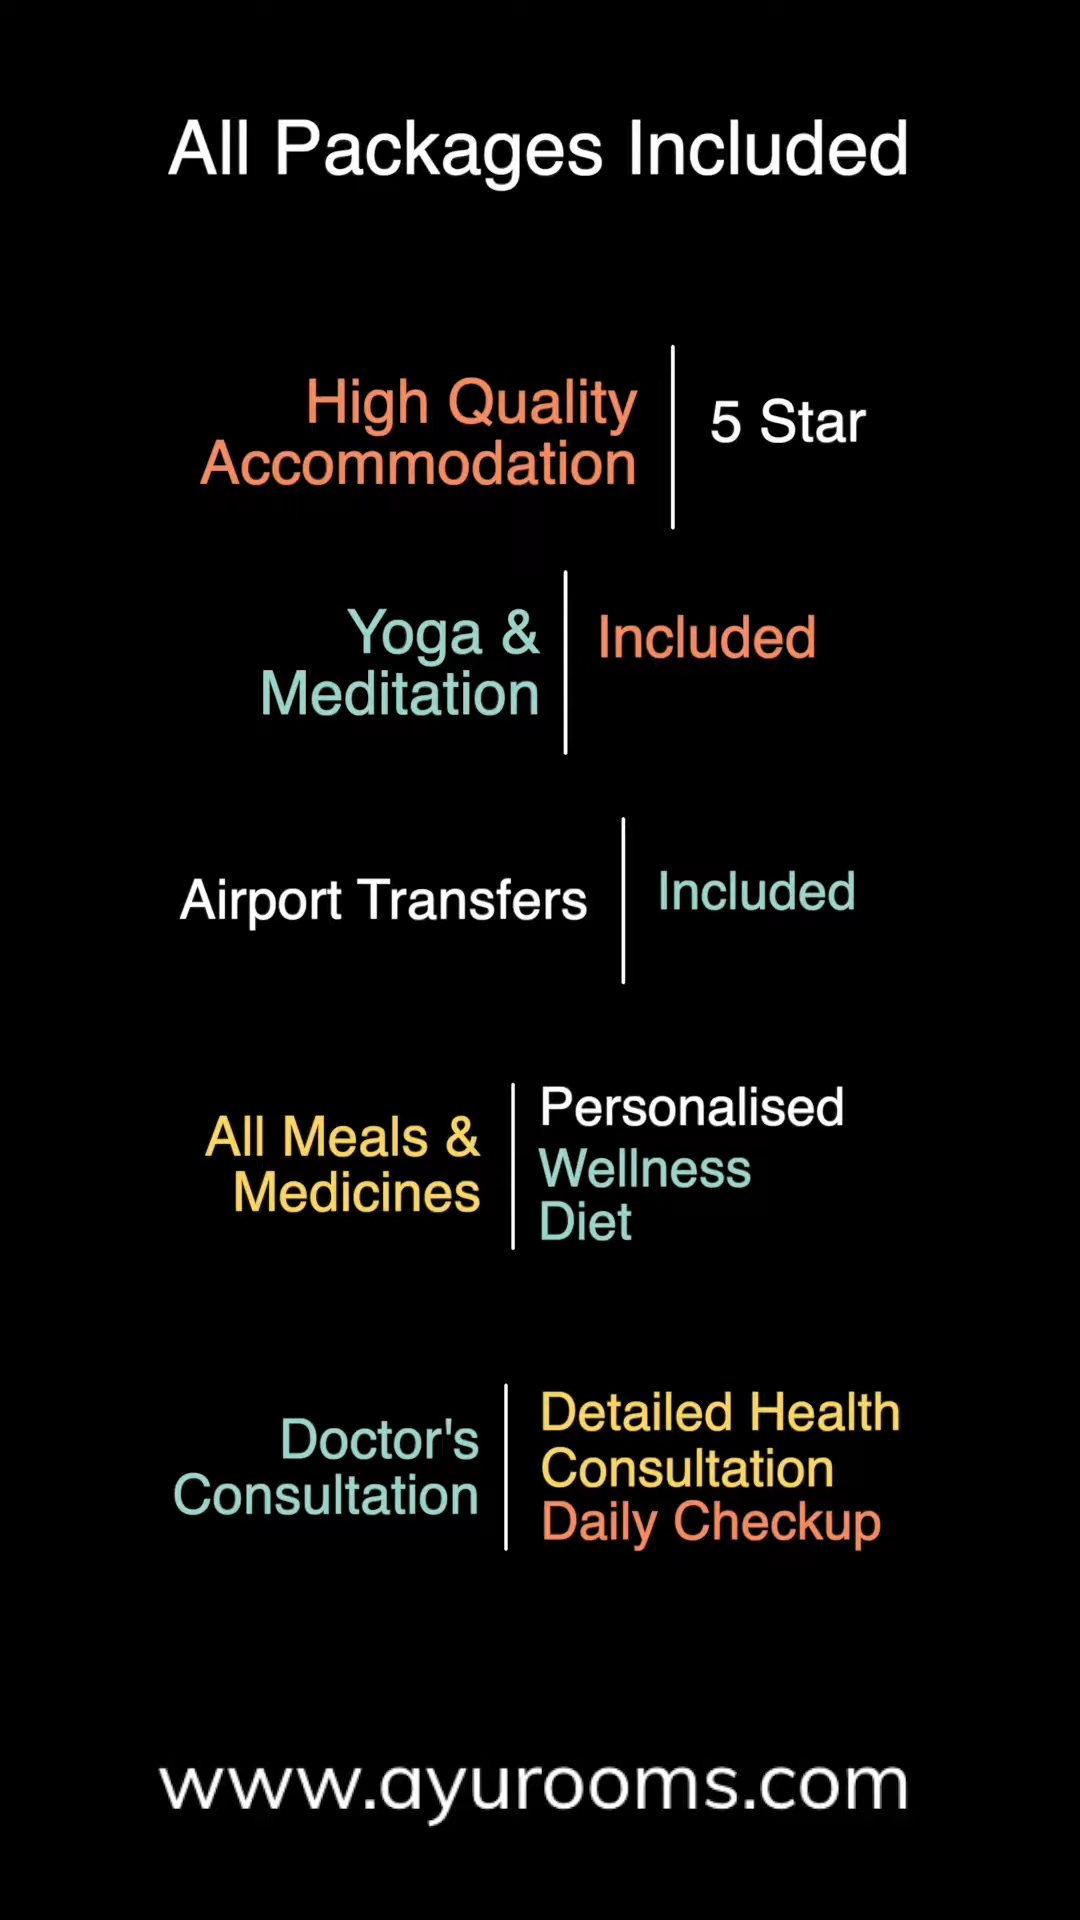 All Packages Included
High Quality
Accommodation
5 Star
Yoga &
Meditation
Included
Airport Transfers
Included
All Meals &
Medicines
Personalised
Wellness
Diet
Doctor's
Consultation
Detailed Health
Consultation
Daily Checkup
www.ayurooms.com